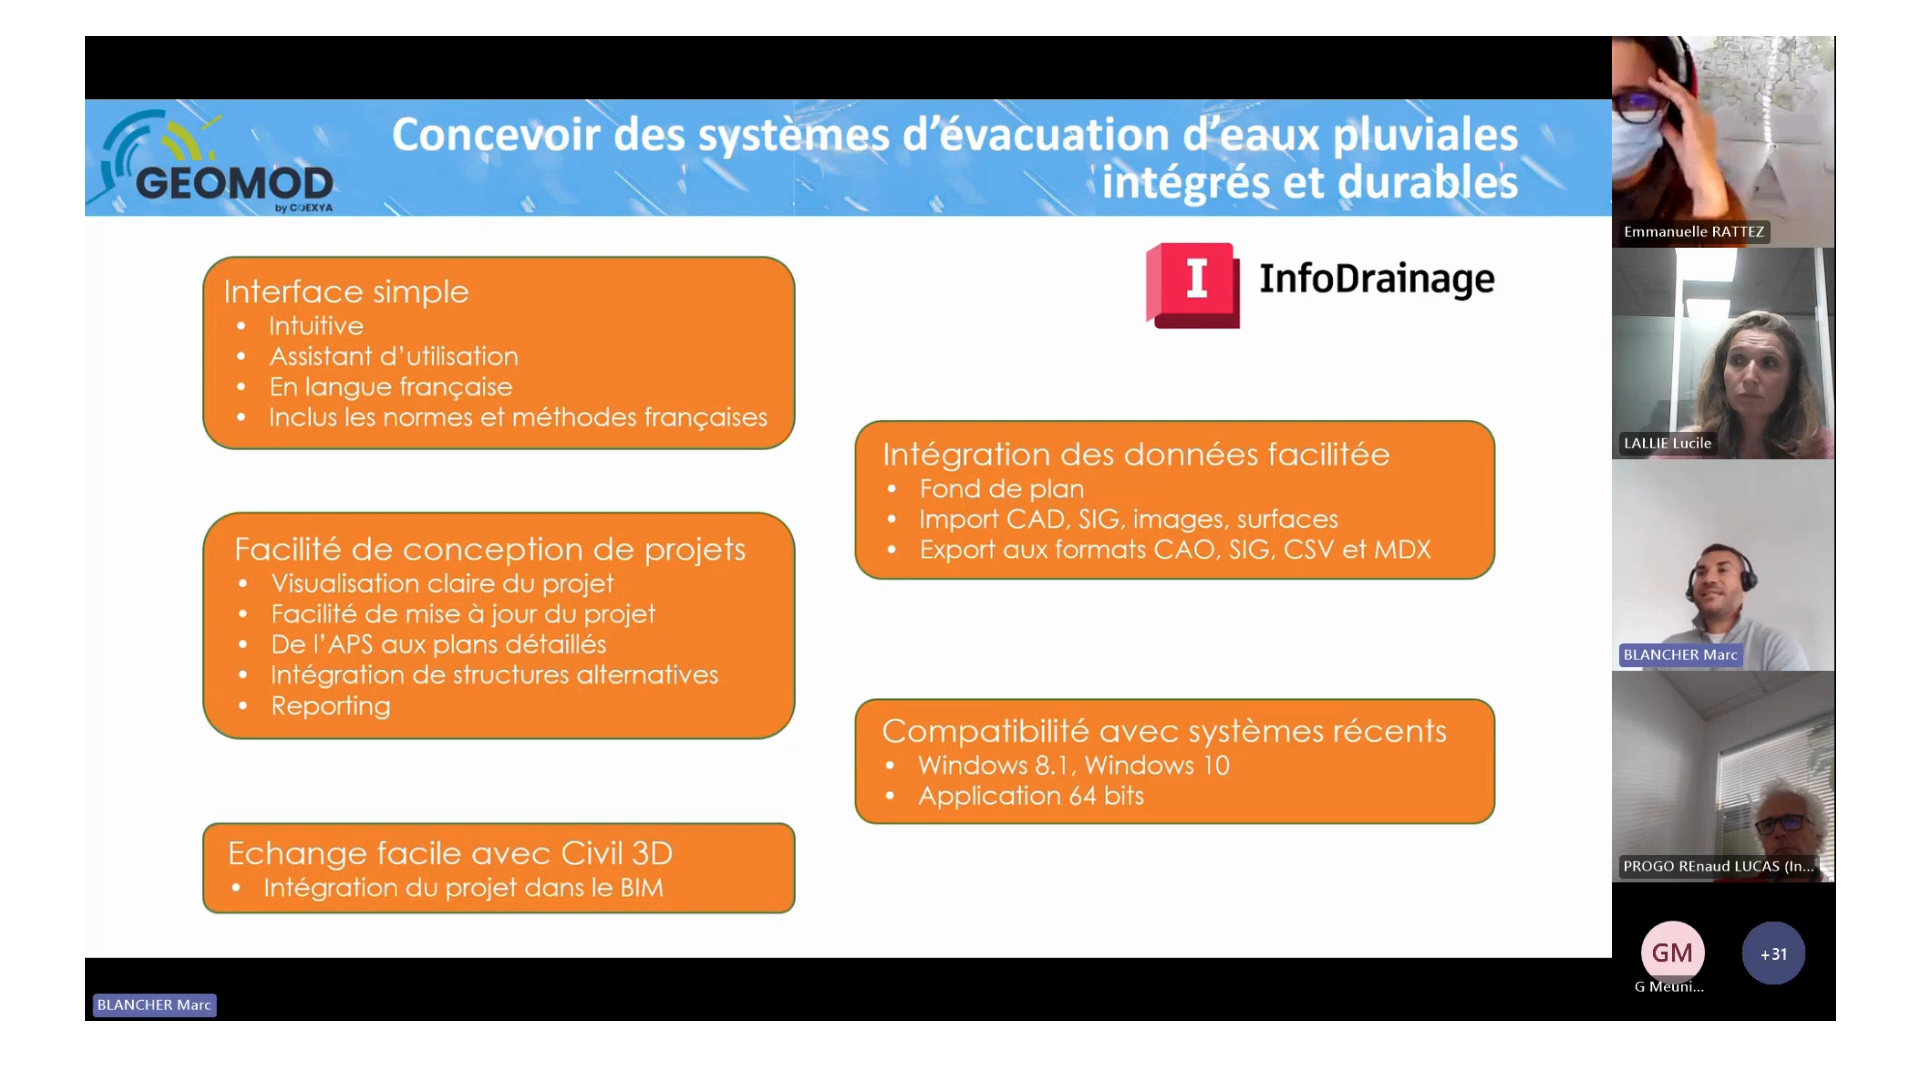 GEOMOD
by COEXYA
Concevoir des systèmes d'évacuation d'eaux pluviales
intégrés et durables
InfoDrainage
Interface simple
• Intuitive
• Assistant d'utilisation
• En langue française
• Inclus les normes et méthodes françaises
Facilité de conception de projets
• Visualisation claire du projet
• Facilité de mise à jour du projet
• De l'APS aux plans détaillés
• Intégration de structures alternatives
• Reporting
Echange facile avec Civil 3D
• Intégration du projet dans le BIM
Intégration des données facilitée
• Fond de plan
• Import CAD, SIG, images, surfaces
• Export aux formats CAO, SIG, CSV et MDX
Compatibilité avec systèmes récents
• Windows 8.1, Windows 10
• Application 64 bits
BLANCHER Marc
Emmanuelle RATTEZ
LALLIE Lucile
BLANCHER Marc
PROGO REnaud LUCAS (In...
GM
G Meuni...
+31